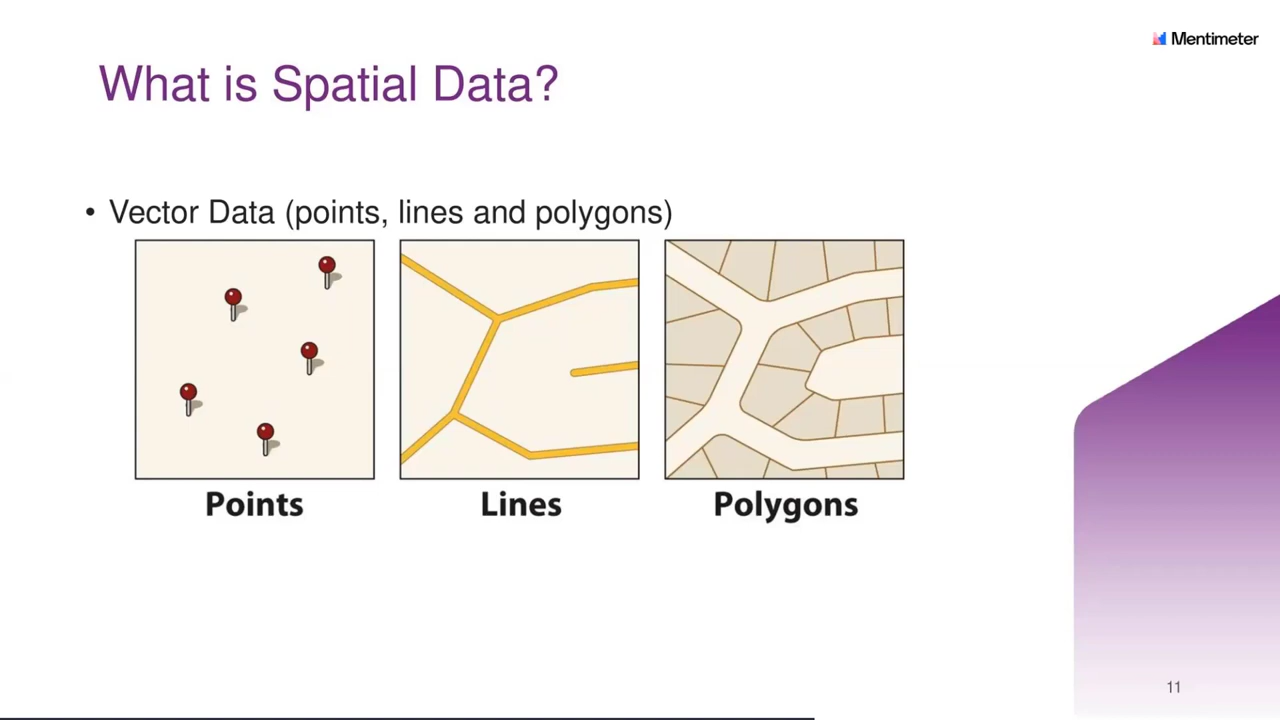 Mentimeter
What is Spatial Data?
• Vector Data (points, lines and polygons)
Points
Lines
Polygons
11